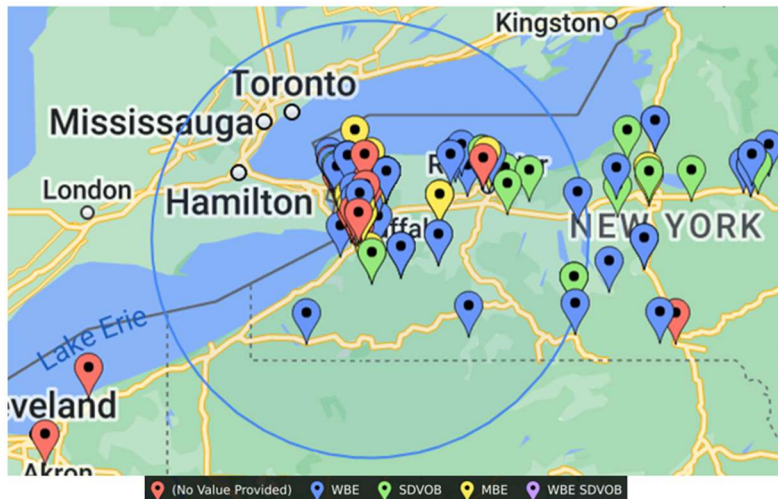 Kingston
Toronto
Mississauga
London
Hamilton
NEW YORK
Lake Erie
eveland
Akron
(No Value Provided) WBE SDVOB MBE WBE SDVOB